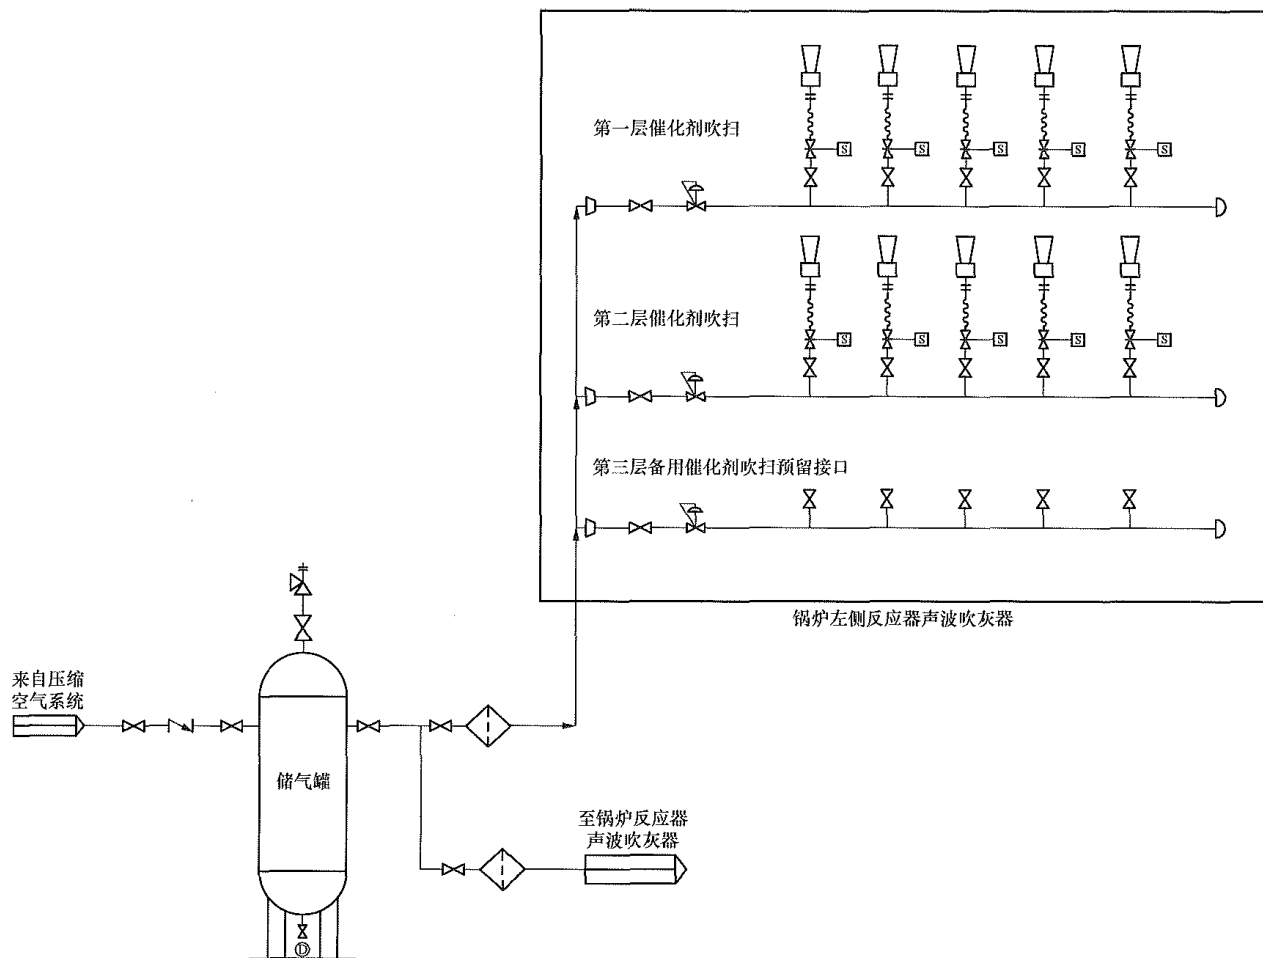 第一层催化剂吹扫
S S S S S
第二层催化剂吹扫
S S S S S
第三层备用催化剂吹扫预留接口
锅炉左侧反应器声波吹灰器
来自压缩
空气系统
储气罐
至锅炉反应器
声波吹灰器
D